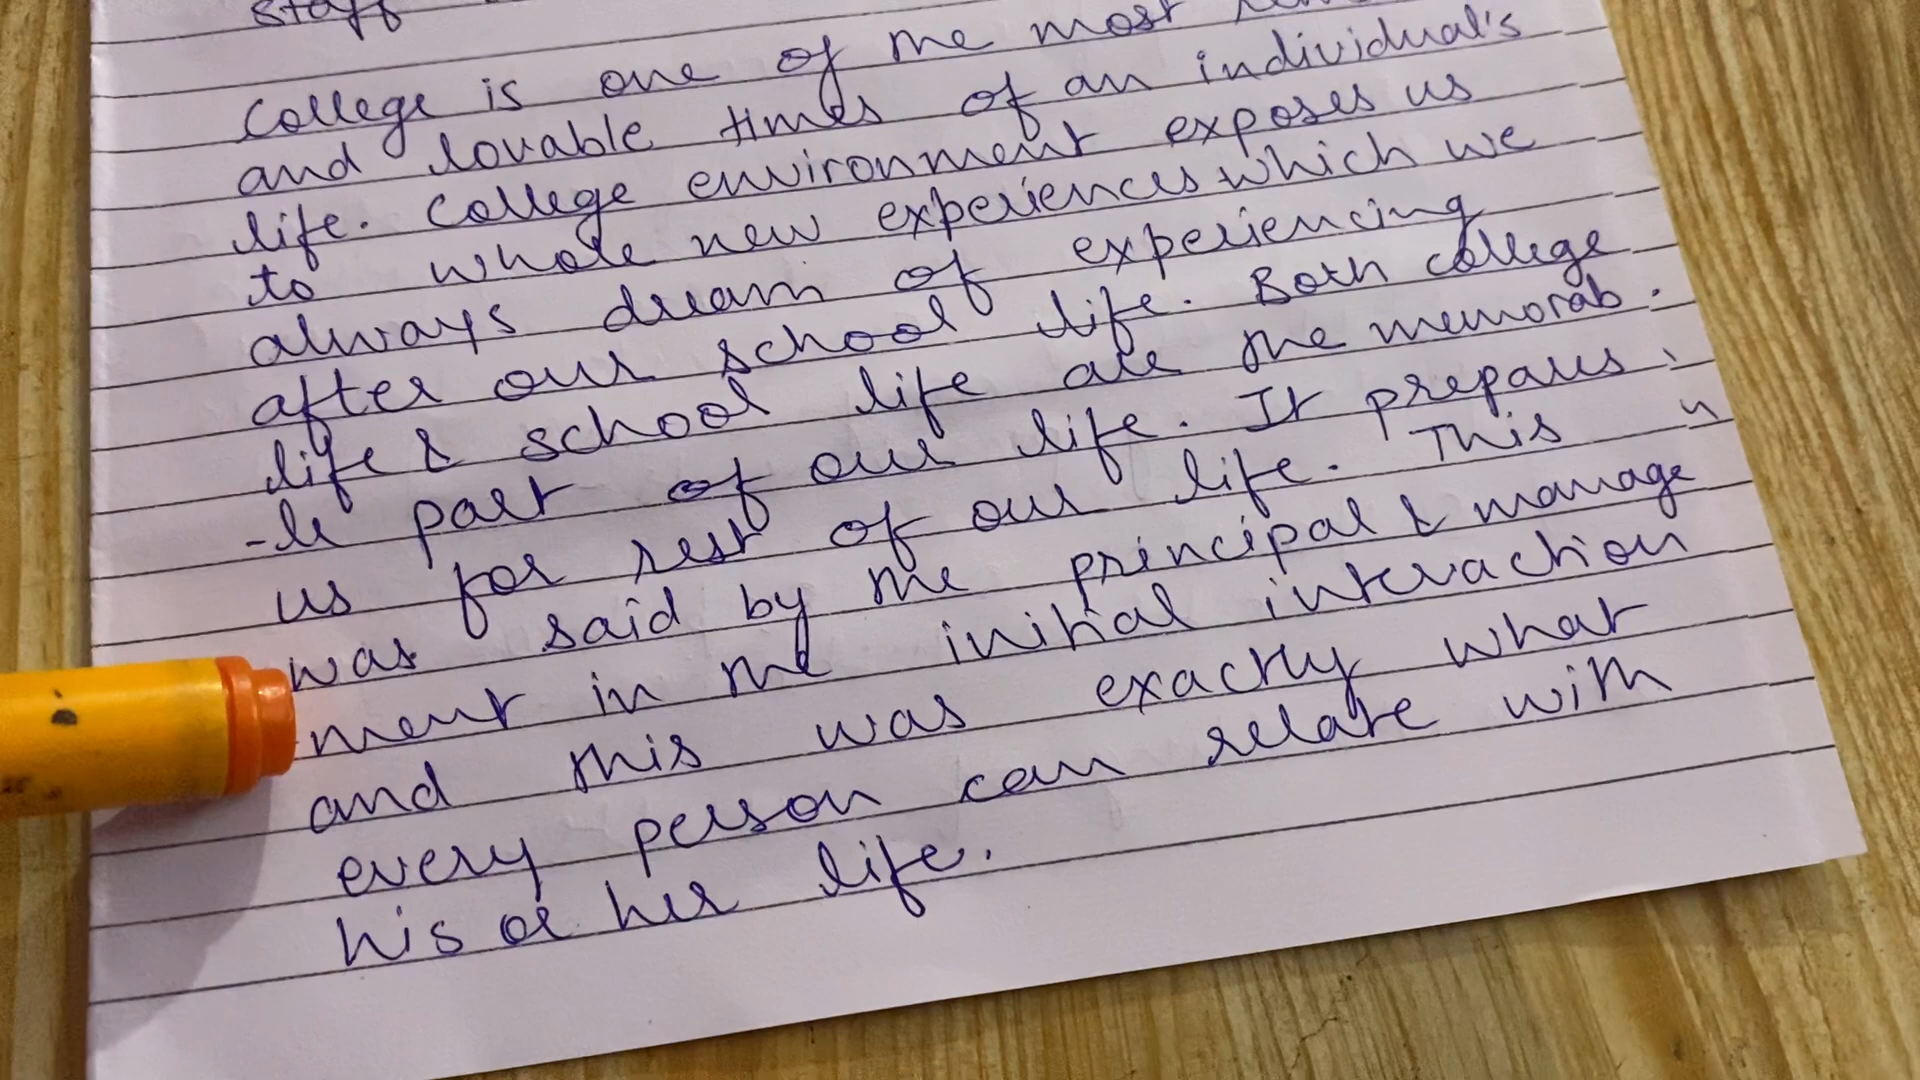 staff
College is one of the most
and lovable times of an individual's
life. College environment exposes us
to whole new experiences which we
always dream of experiencing
after our school life. Both college
life & school life are the memorab
-le part of our life. It prepares
us for rest of our life. This
was said by the principal & manage
ment in the initial interaction
and this was exactly what
every person can relate with
his or her life.